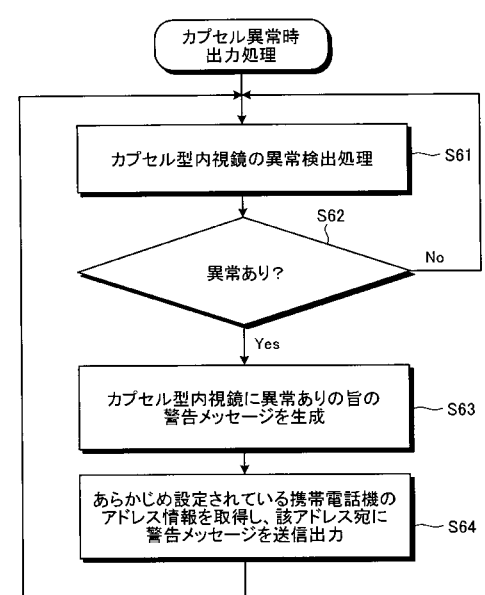 カプセル異常時
出力処理
カプセル型内視鏡の異常検出処理
S61
S62
異常あり?
No
Yes
カプセル型内視鏡に異常ありの旨の
警告メッセージを生成
S63
あらかじめ設定されている携帯電話機の
アドレス情報を取得し、該アドレス宛に
警告メッセージを送信出力
S64